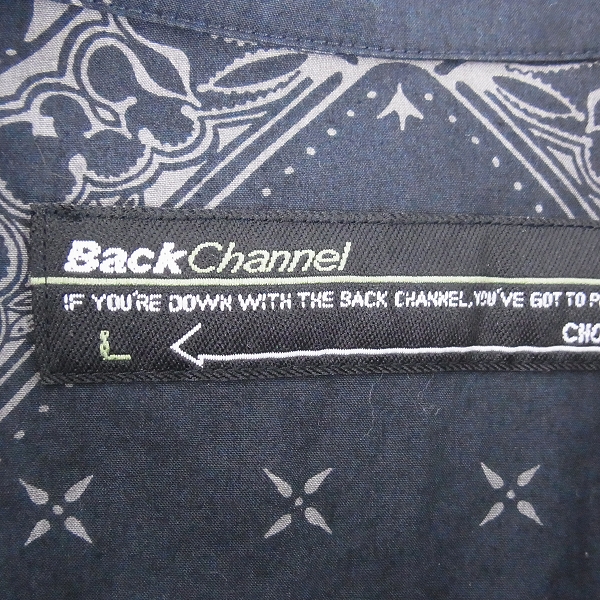 BackChannel
IF YOU'RE DOWN WITH THE BACK CHANNEL,YOU'VE GOT TO P
L
CHO